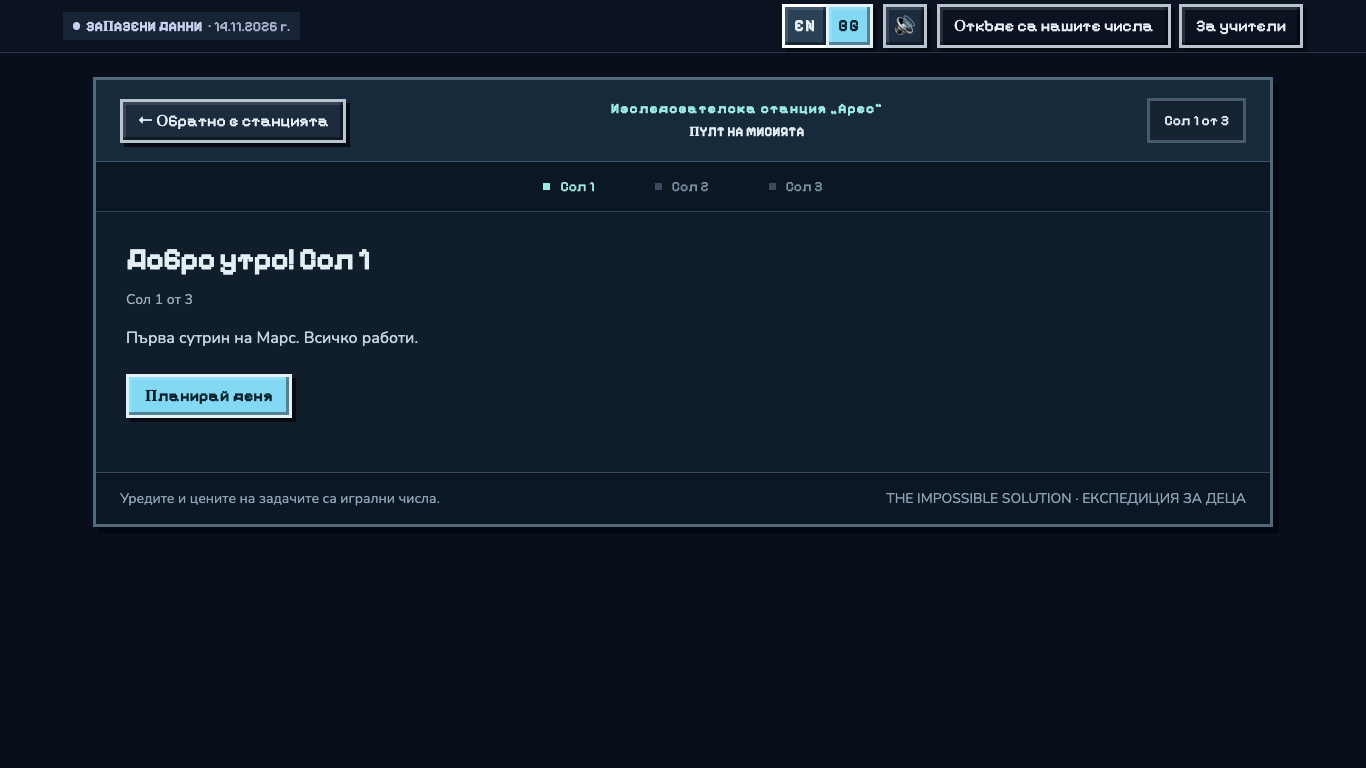 ЗАПАЗЕНИ ДАННИ · 14.11.2026 г.
EN
BG
Откъде са нашите числа
За учители
← Обратно в станцията
Изследователска станция „Арес“
ПУЛТ НА МИСИЯТА
Сол 1 от 3
Сол 1
Сол 2
Сол 3
Добро утро! Сол 1
Сол 1 от 3
Първа сутрин на Марс. Всичко работи.
Планирай деня
Уредите и цените на задачите са игрални числа.
THE IMPOSSIBLE SOLUTION · ЕКСПЕДИЦИЯ ЗА ДЕЦА